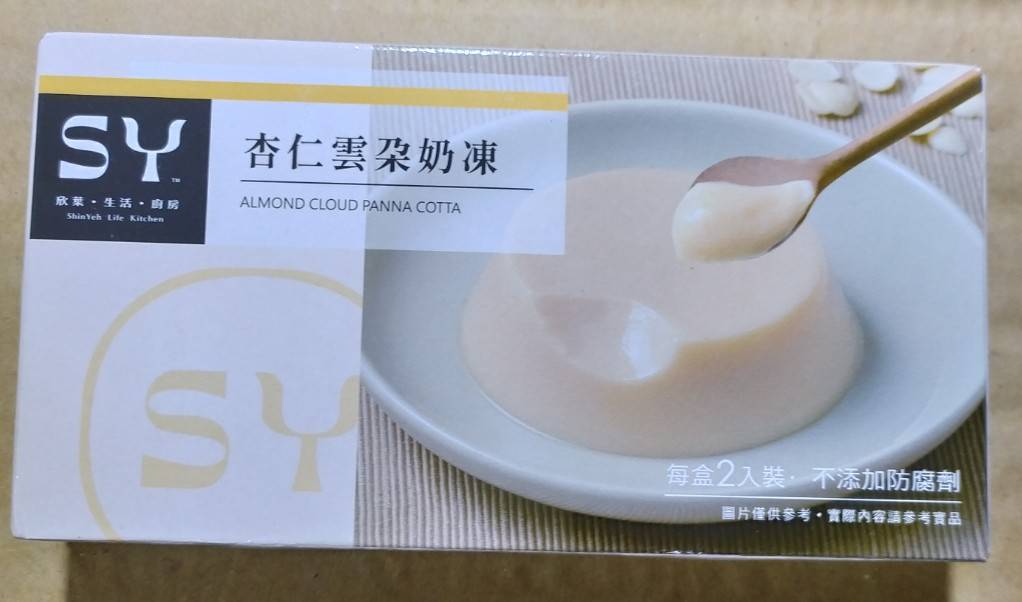 SY™
欣葉・生活・廚房
ShinYeh Life Kitchen
杏仁雲朶奶凍
ALMOND CLOUD PANNA COTTA
SY
每盒2入裝・不添加防腐劑
圖片僅供參考・實際內容請參考實品